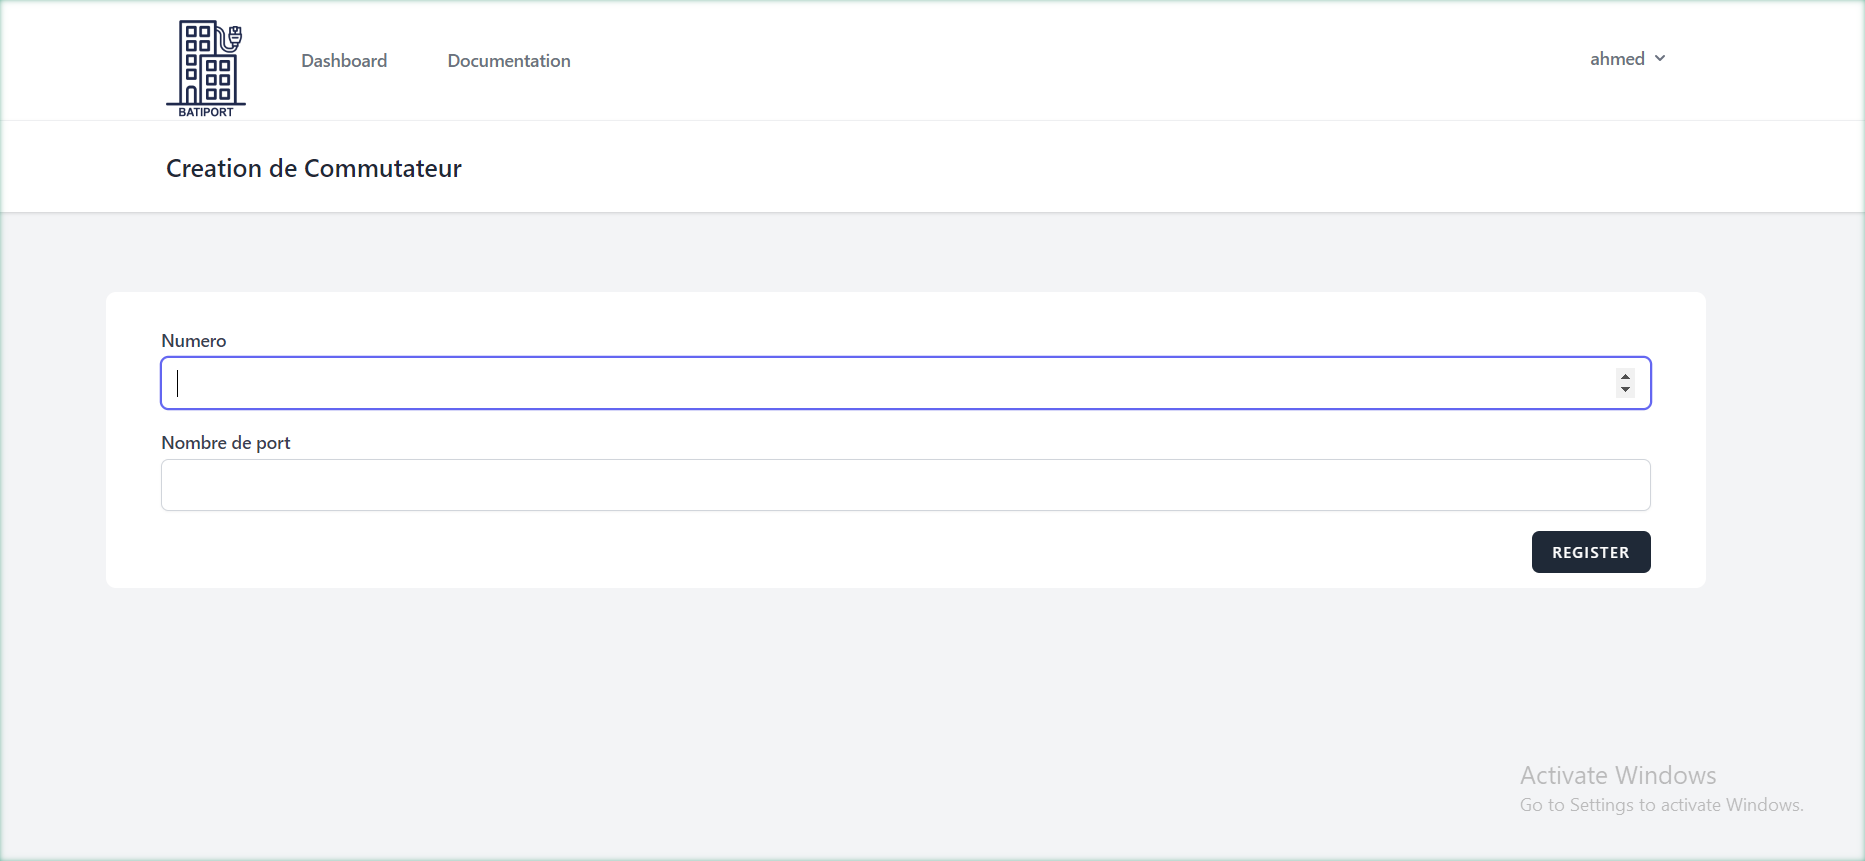 BATIPORT
Dashboard
Documentation
ahmed
Creation de Commutateur
Numero
Nombre de port
REGISTER
Activate Windows
Go to Settings to activate Windows.